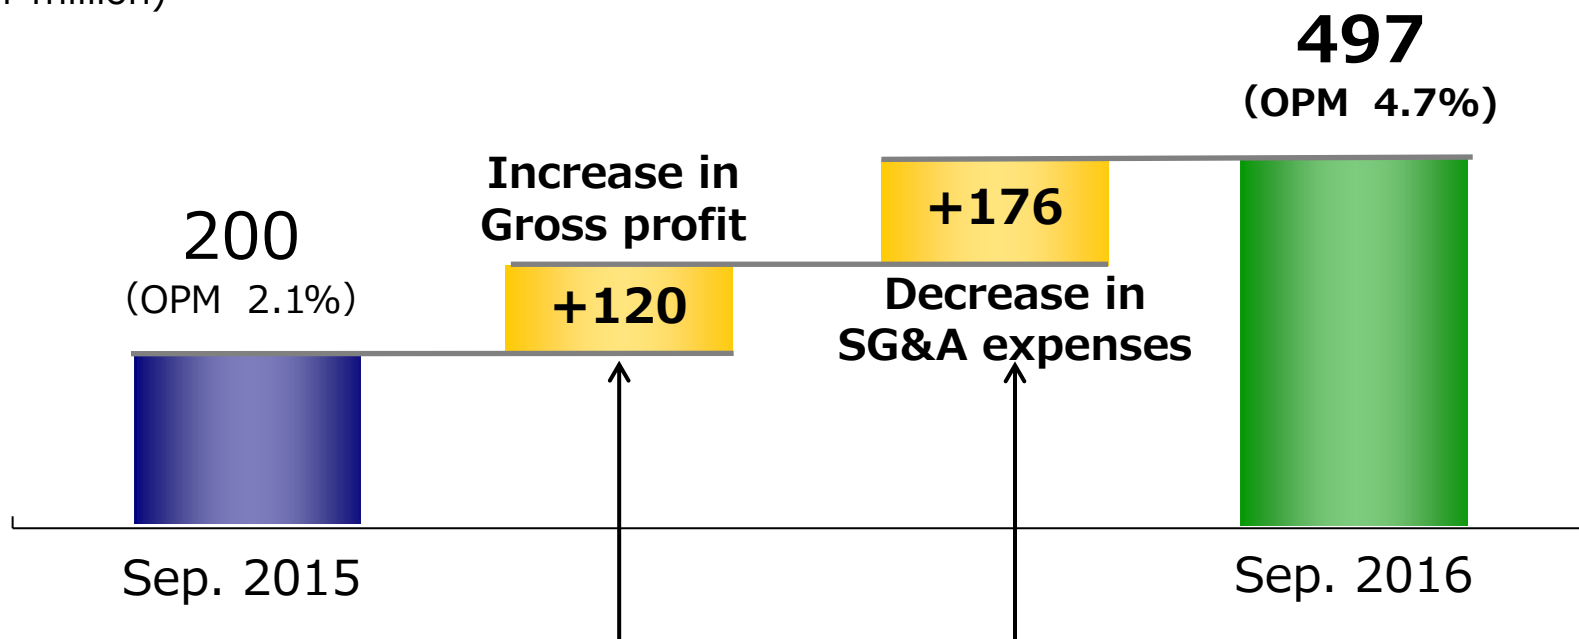 million)
497
(OPM 4.7%)
Increase in
Gross profit
+176
200
(OPM 2.1%)
+120
Decrease in
SG&A expenses
Sep. 2015
Sep. 2016